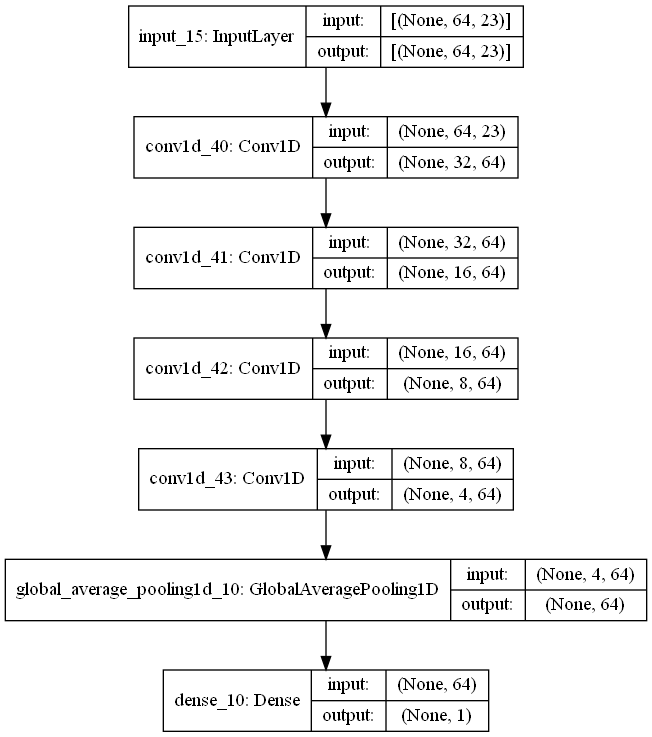 input_15: InputLayer
input: [(None, 64, 23)]
output: [(None, 64, 23)]
conv1d_40: Conv1D
input: (None, 64, 23)
output: (None, 32, 64)
conv1d_41: Conv1D
input: (None, 32, 64)
output: (None, 16, 64)
conv1d_42: Conv1D
input: (None, 16, 64)
output: (None, 8, 64)
conv1d_43: Conv1D
input: (None, 8, 64)
output: (None, 4, 64)
global_average_pooling1d_10: GlobalAveragePooling1D
input: (None, 4, 64)
output: (None, 64)
dense_10: Dense
input: (None, 64)
output: (None, 1)